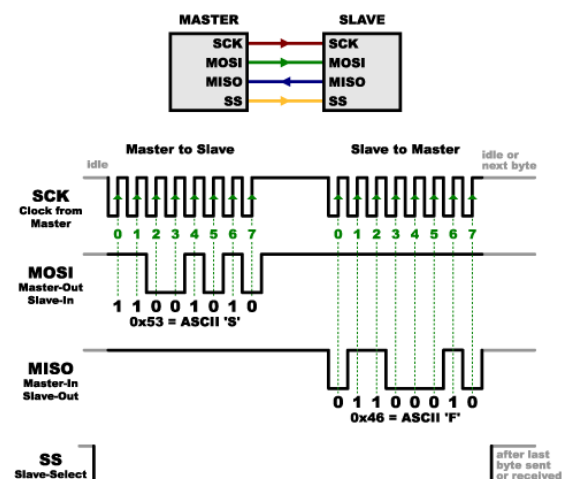 MASTER SLAVE
SCK SCK
MOSI MOSI
MISO MISO
SS SS
Master to Slave Slave to Master
idle
idle or
next byte
SCK
Clock from
Master
0 1 2 3 4 5 6 7 0 1 2 3 4 5 6 7
MOSI
Master-Out
Slave-In
1 1 0 0 1 0 1 0
0x53 = ASCII 'S'
MISO
Master-In
Slave-Out
0 1 1 0 0 0 1 0
0x46 = ASCII 'F'
SS
Slave-Select
after last
byte sent
or received